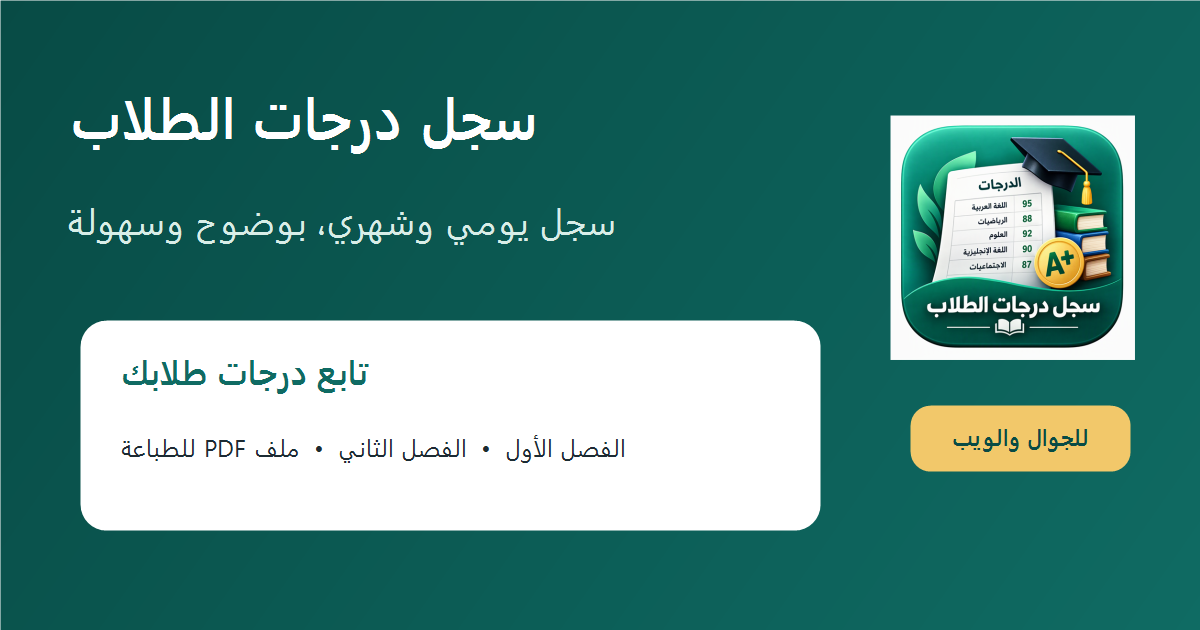 سجل درجات الطلاب
سجل يومي وشهري، بوضوح وسهولة
تابع درجات طلابك
الفصل الأول • الفصل الثاني • ملف PDF للطباعة
الدرجات
اللغة العربية 95
الرياضيات 88
العلوم 92
اللغة الإنجليزية 90
الاجتماعيات 87
A+
سجل درجات الطلاب
للجوال والويب